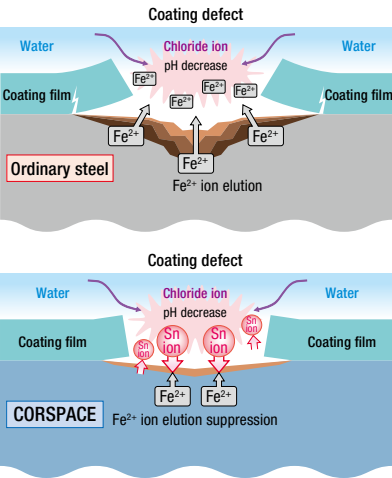 Coating defect
Water
Chloride ion
Water
pH decrease
Fe²⁺
Fe²⁺
Fe²⁺
Fe²⁺
Coating film
Coating film
Fe²⁺
Fe²⁺
Fe²⁺
Ordinary steel
Fe²⁺ ion elution
Coating defect
Water
Chloride ion
Water
pH decrease
Sn
ion
Sn
ion
Sn
ion
Sn
ion
Coating film
Coating film
Fe²⁺
Fe²⁺
CORSPACE
Fe²⁺ ion elution suppression